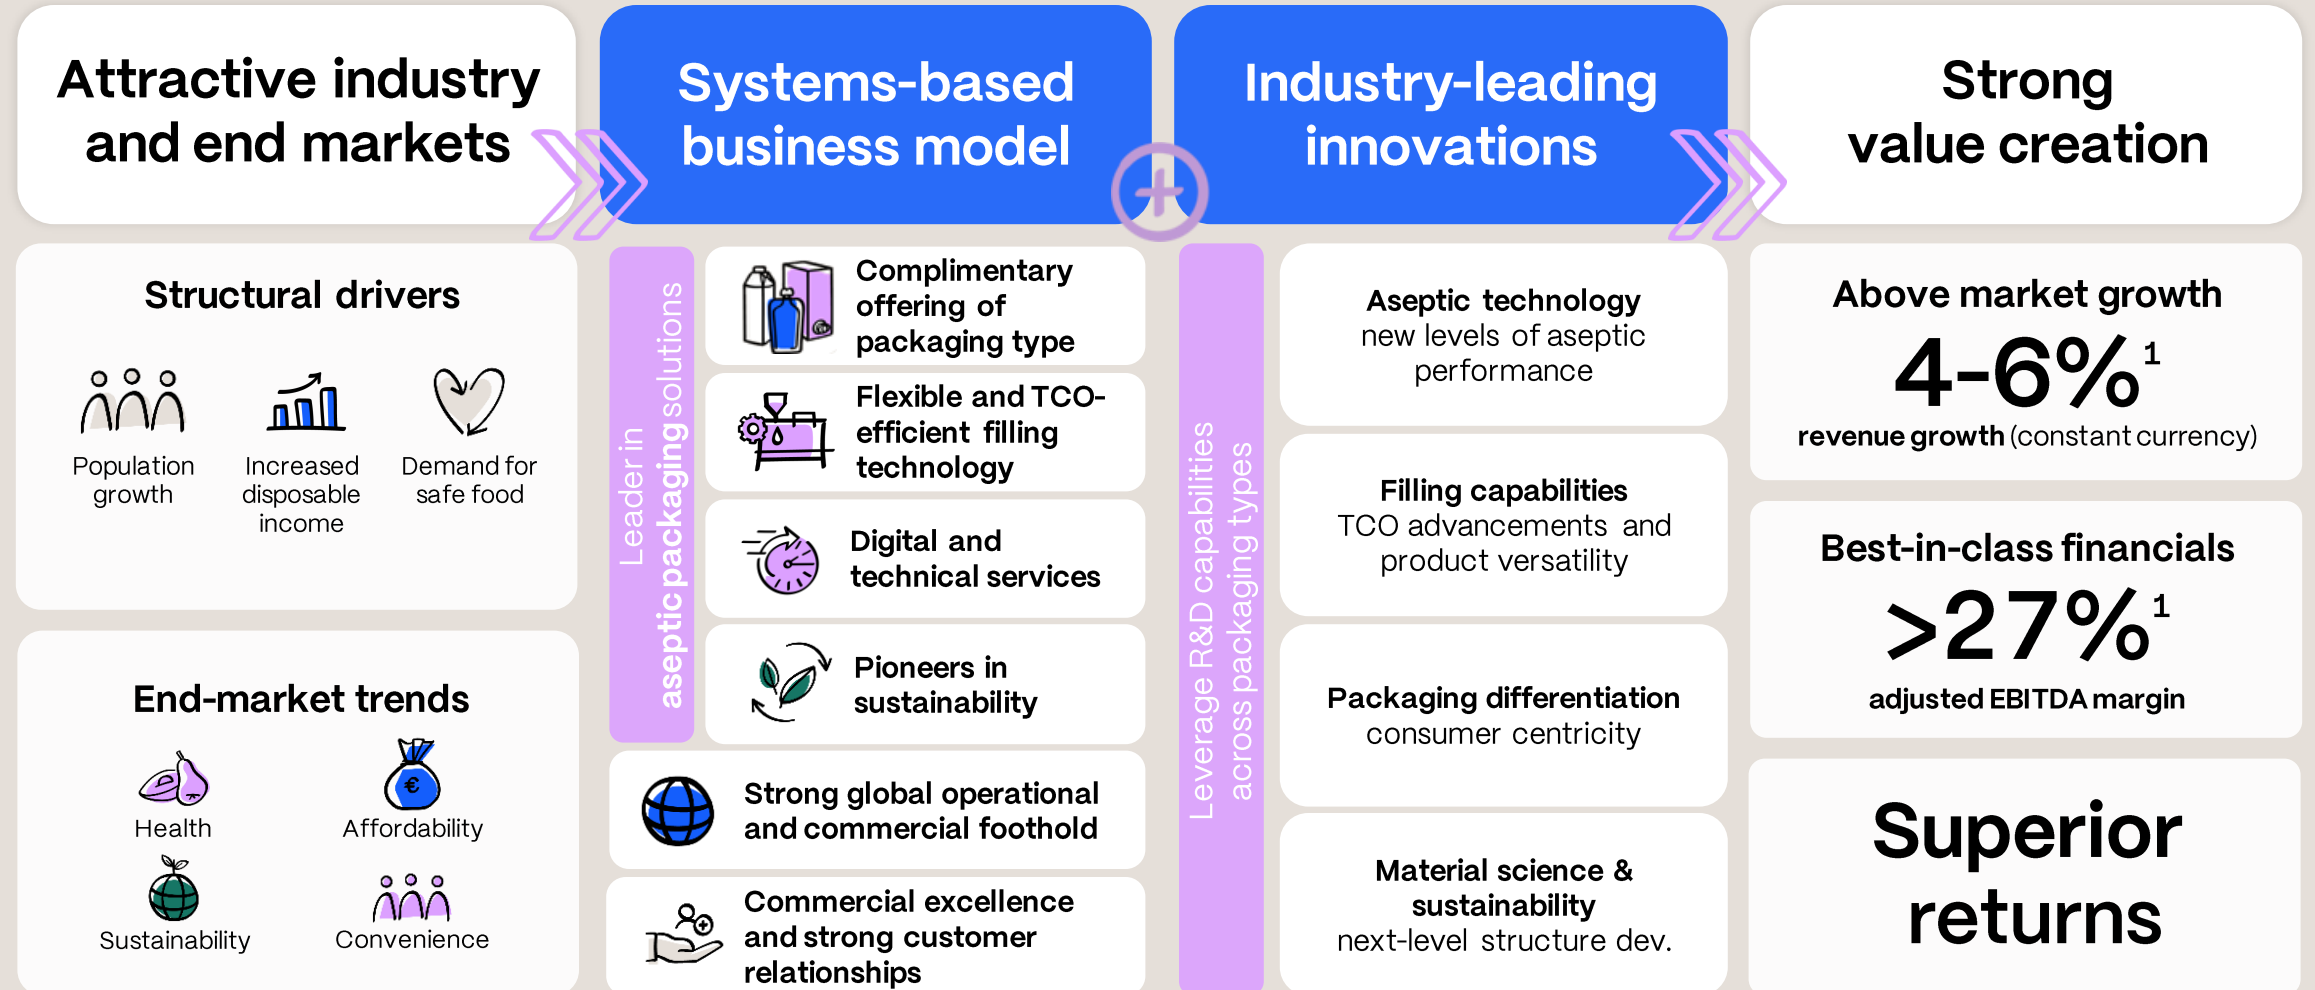 Attractive industry
and end markets
Structural drivers
Population
growth
Increased
disposable
income
Demand for
safe food
End-market trends
Health
€
Affordability
Sustainability
Convenience
Systems-based
business model
Leader in
aseptic packaging solutions
Complimentary
offering of
packaging type
Flexible and TCO-
efficient filling
technology
Digital and
technical services
Pioneers in
sustainability
Strong global operational
and commercial foothold
Commercial excellence
and strong customer
relationships
Industry-leading
innovations
Leverage R&D capabilities
across packaging types
Aseptic technology
new levels of aseptic
performance
Filling capabilities
TCO advancements and
product versatility
Packaging differentiation
consumer centricity
Material science &
sustainability
next-level structure dev.
Strong
value creation
Above market growth
4-6%¹
revenue growth (constant currency)
Best-in-class financials
>27%¹
adjusted EBITDA margin
Superior
returns